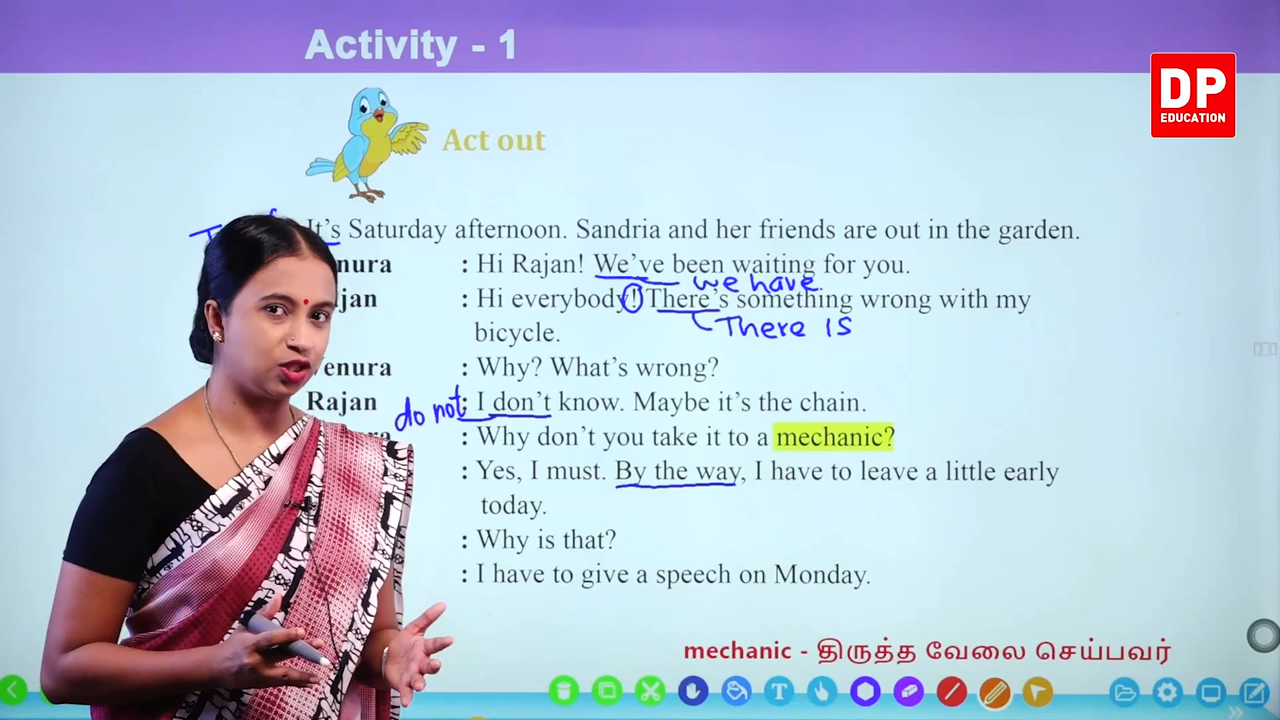 Activity - 1
DP
EDUCATION
Act out
It's Saturday afternoon. Sandria and her friends are out in the garden.
: Hi Rajan! We've been waiting for you.
we have
jan : Hi everybody! There's something wrong with my
bicycle.
There is
enura : Why? What's wrong?
Rajan : I don't know. Maybe it's the chain.
do not
: Why don't you take it to a mechanic?
: Yes, I must. By the way, I have to leave a little early
today.
: Why is that?
: I have to give a speech on Monday.
mechanic - திருத்த வேலை செய்பவர்